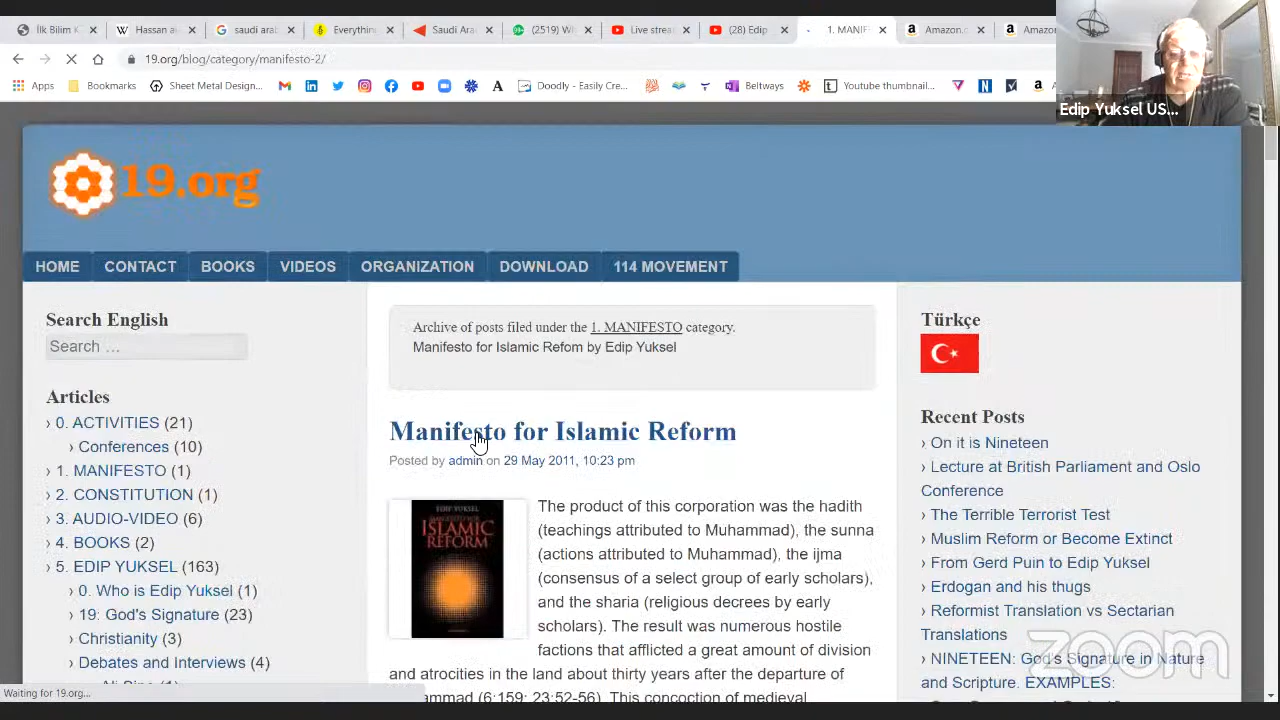 İlk Bilim K
Wikipedia Hassan a
saudi ara
Everythin
Saudi Ara
(2519) W
Live strea
(28) Edip
1. MANIF
Amazon.c
Amazo
19.org/blog/category/manifesto-2/
Apps
Bookmarks
Sheet Metal Design...
Doodly - Easily Cre...
Beltways
Youtube thumbnail...
Edip Yuksel US...
19.org
HOME
CONTACT
BOOKS
VIDEOS
ORGANIZATION
DOWNLOAD
114 MOVEMENT
Search English
Search …
Articles
› 0. ACTIVITIES (21)
› Conferences (10)
› 1. MANIFESTO (1)
› 2. CONSTITUTION (1)
› 3. AUDIO-VIDEO (6)
› 4. BOOKS (2)
› 5. EDIP YUKSEL (163)
› 0. Who is Edip Yuksel (1)
› 19: God's Signature (23)
› Christianity (3)
› Debates and Interviews (4)
Waiting for 19.org...
Archive of posts filed under the 1. MANIFESTO category.
Manifesto for Islamic Refom by Edip Yuksel
Manifesto for Islamic Reform
Posted by admin on 29 May 2011, 10:23 pm
EDIP YUKSEL
MANIFESTO FOR
ISLAMIC
REFORM
The product of this corporation was the hadith
(teachings attributed to Muhammad), the sunna
(actions attributed to Muhammad), the ijma
(consensus of a select group of early scholars),
and the sharia (religious decrees by early
scholars). The result was numerous hostile
factions that afflicted a great amount of division
and atrocities in the land about thirty years after the departure of
(6:159; 23:52-56). This concoction of medieval
Türkçe
Recent Posts
› On it is Nineteen
› Lecture at British Parliament and Oslo
Conference
› The Terrible Terrorist Test
› Muslim Reform or Become Extinct
› From Gerd Puin to Edip Yuksel
› Erdogan and his thugs
› Reformist Translation vs Sectarian
Translations
› NINETEEN: God's Signature in Nature
and Scripture. EXAMPLES:
zoom